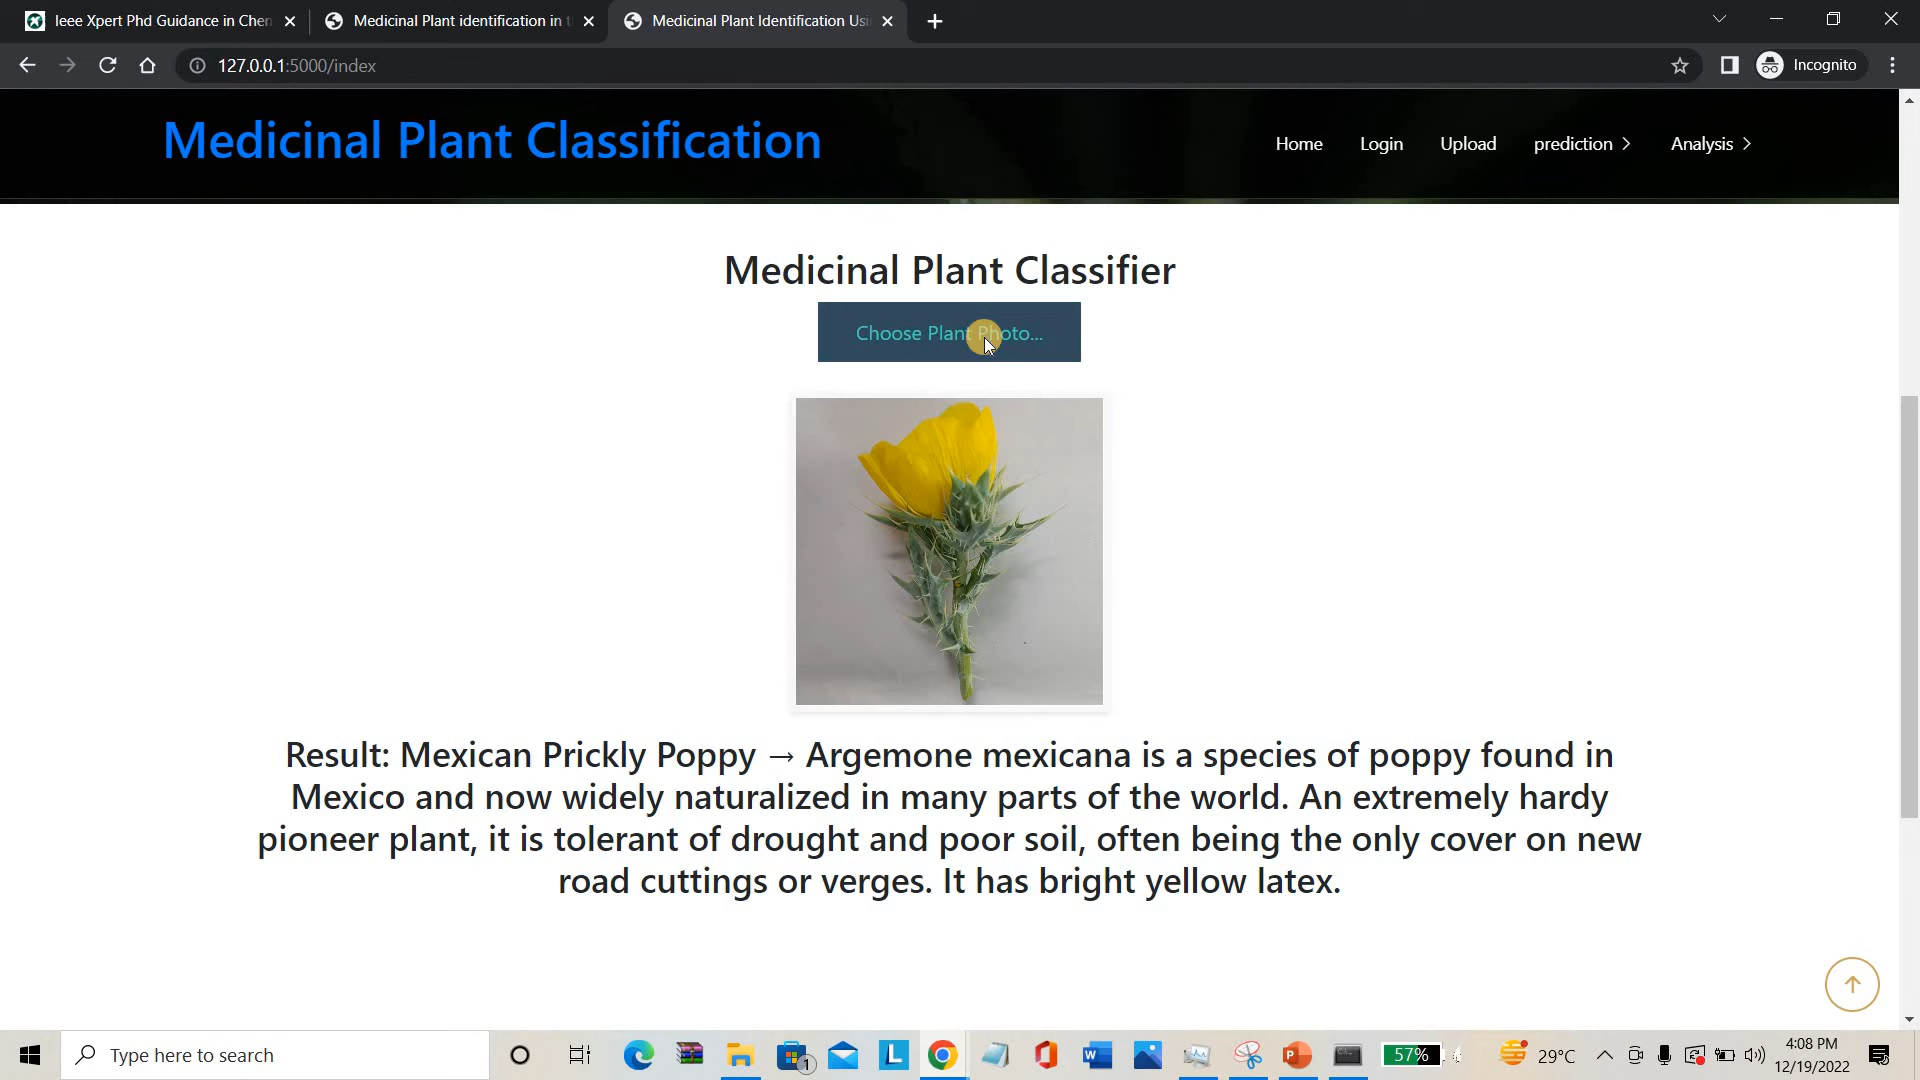 Ieee Xpert Phd Guidance in Chen
Medicinal Plant identification in t
Medicinal Plant Identification Usi
127.0.0.1:5000/index
Incognito
Medicinal Plant Classification
Home Login Upload prediction Analysis
Medicinal Plant Classifier
Choose Plant Photo...
Result: Mexican Prickly Poppy → Argemone mexicana is a species of poppy found in
Mexico and now widely naturalized in many parts of the world. An extremely hardy
pioneer plant, it is tolerant of drought and poor soil, often being the only cover on new
road cuttings or verges. It has bright yellow latex.
Type here to search
1
L
W
P
57%
29°C
4:08 PM
12/19/2022